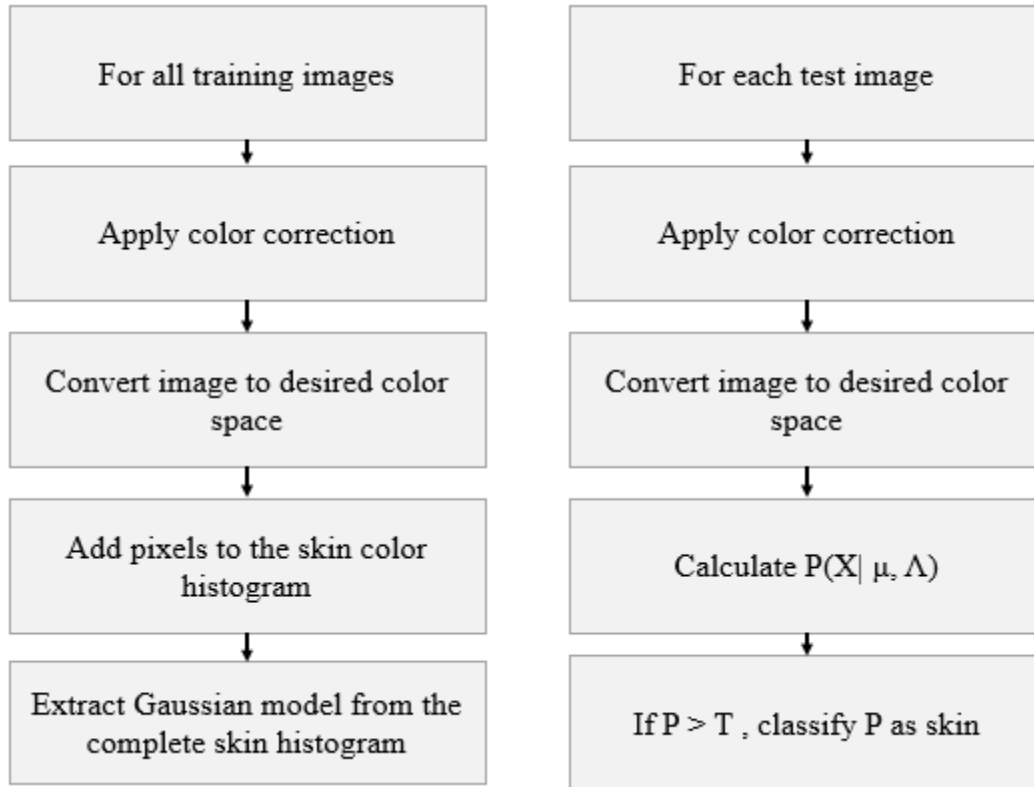 For all training images
Apply color correction
Convert image to desired color
space
Add pixels to the skin color
histogram
Extract Gaussian model from the
complete skin histogram
For each test image
Apply color correction
Convert image to desired color
space
Calculate P(X| μ, Λ)
If P > T , classify P as skin